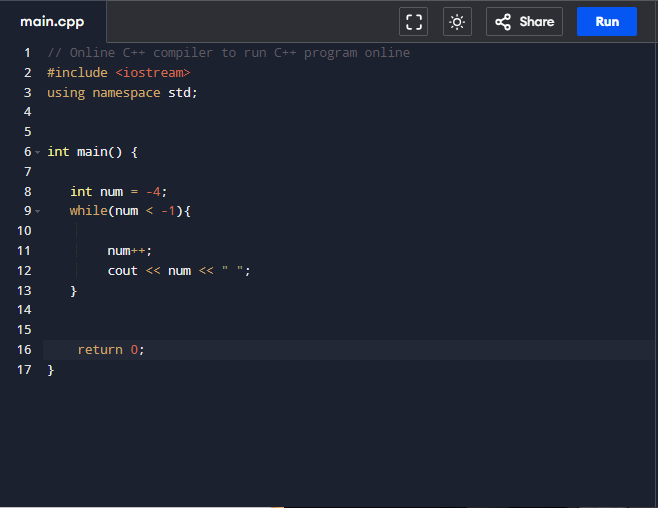 main.cpp Share Run
1 // Online C++ compiler to run C++ program online
2 #include <iostream>
3 using namespace std;
4
5
6 int main() {
7
8 int num = -4;
9 while(num < -1){
10
11 num++;
12 cout << num << " ";
13 }
14
15
16 return 0;
17 }